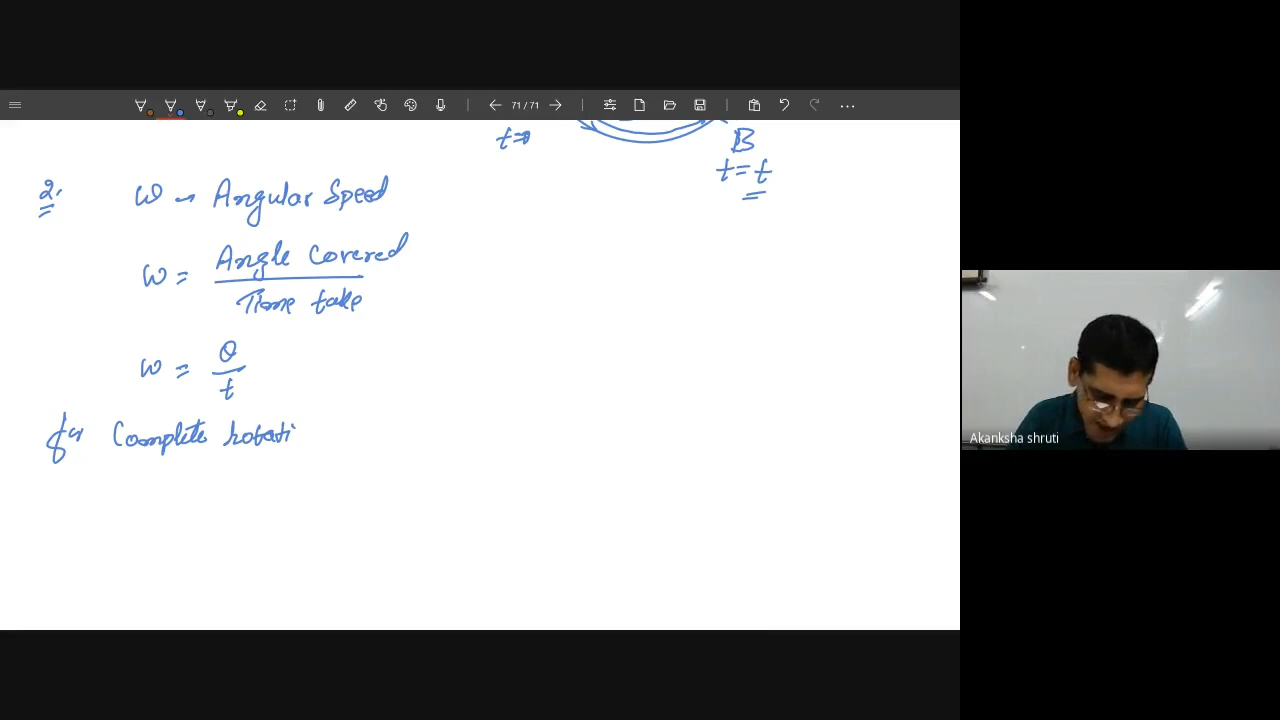 71 / 71
t=0
B
t = t
2. ω → Angular Speed
ω = Angle Covered
Time take
ω = θ
t
for Complete rotati
Akanksha shruti